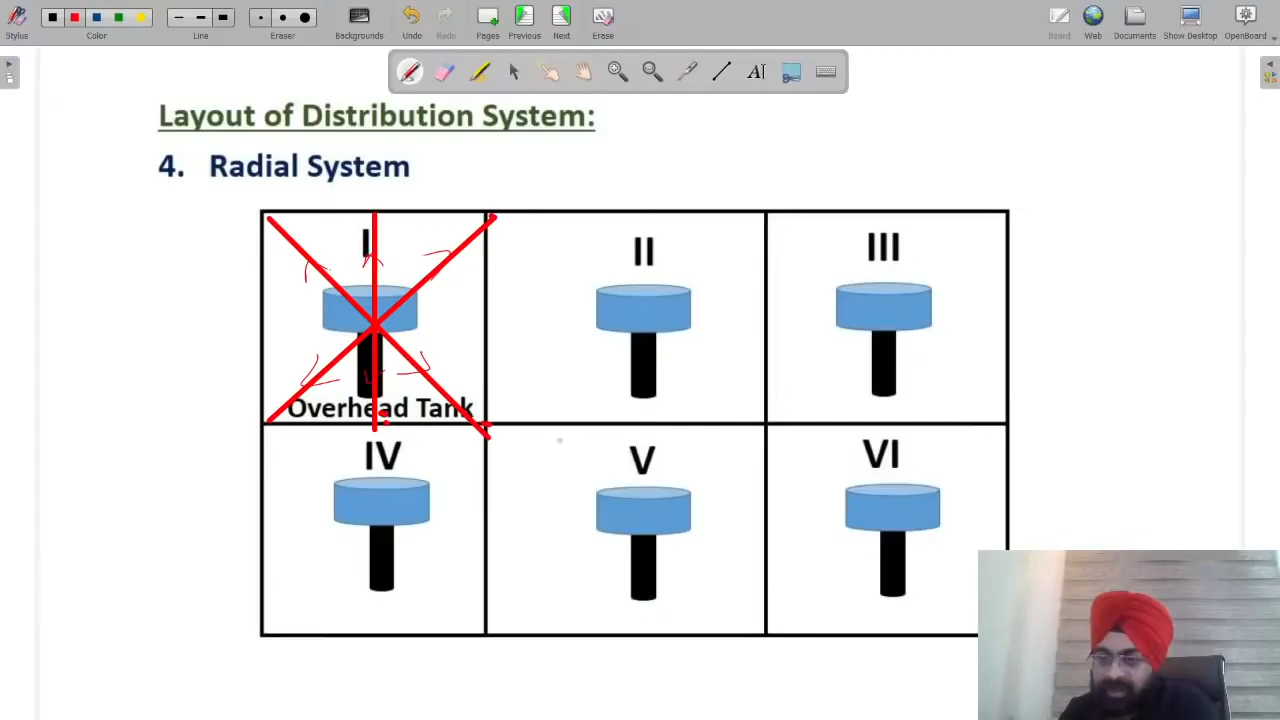 Stylus Color Line Eraser Backgrounds Undo Redo Pages Previous Next Erase Board Web Documents Show Desktop OpenBoard
Layout of Distribution System:
4. Radial System
I II III
Overhead Tank
IV V VI